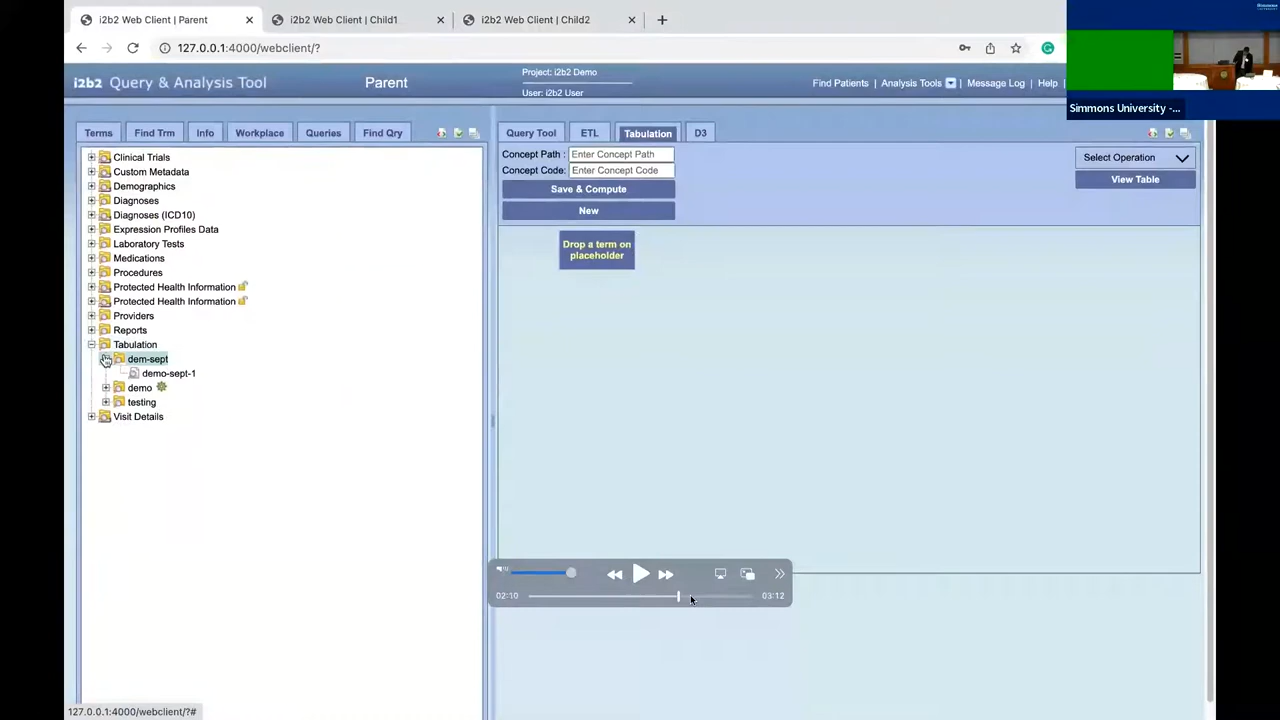 i2b2 Web Client | Parent
i2b2 Web Client | Child1
i2b2 Web Client | Child2
127.0.0.1:4000/webclient/?
i2b2 Query & Analysis Tool
Parent
Project: i2b2 Demo
User: i2b2 User
Find Patients | Analysis Tools | Message Log | Help |
Simmons University -...
Terms
Find Trm
Info
Workplace
Queries
Find Qry
Clinical Trials
Custom Metadata
Demographics
Diagnoses
Diagnoses (ICD10)
Expression Profiles Data
Laboratory Tests
Medications
Procedures
Protected Health Information
Protected Health Information
Providers
Reports
Tabulation
dem-sept
demo-sept-1
demo
testing
Visit Details
Query Tool
ETL
Tabulation
D3
Concept Path : Enter Concept Path
Concept Code: Enter Concept Code
Save & Compute
New
Select Operation
View Table
Drop a term on
placeholder
02:10
03:12
127.0.0.1:4000/webclient/?#